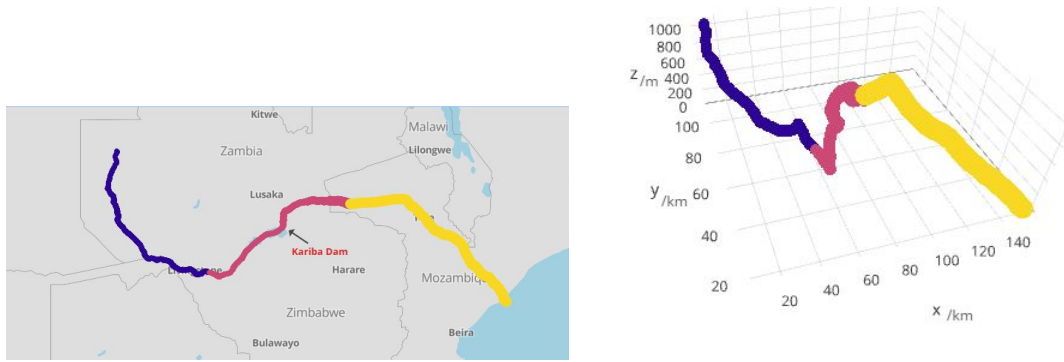 Kitwe
Malawi
Zambia
Lilongwe
Lusaka
Kariba Dam
Harare
Mozambiq
Zimbabwe
Beira
Bulawayo
1000
800
600
z/m 400
200
0
100
80
y/km 60
40
20
20
40
60
80
100
120
140
x /km